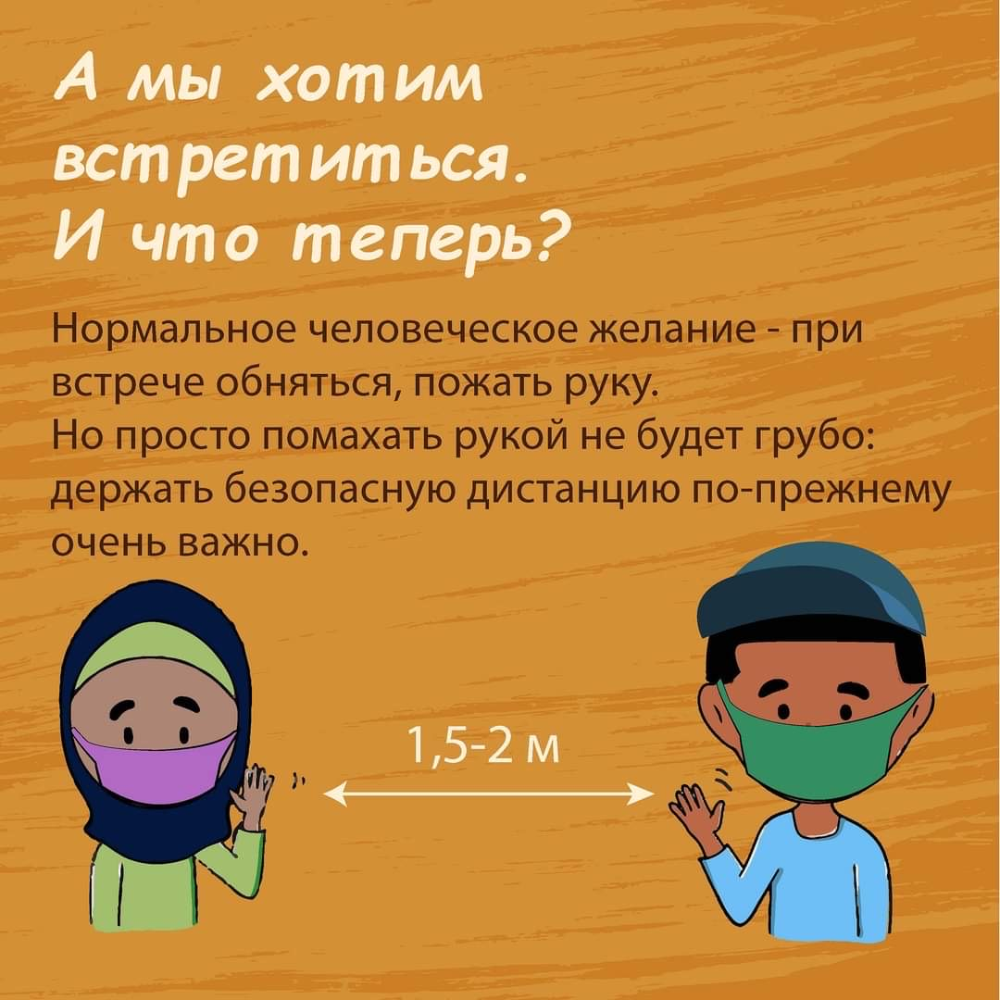 А мы хотим
встретиться.
И что теперь?
Нормальное человеческое желание - при
встрече обняться, пожать руку.
Но просто помахать рукой не будет грубо:
держать безопасную дистанцию по-прежнему
очень важно.
1,5-2 м